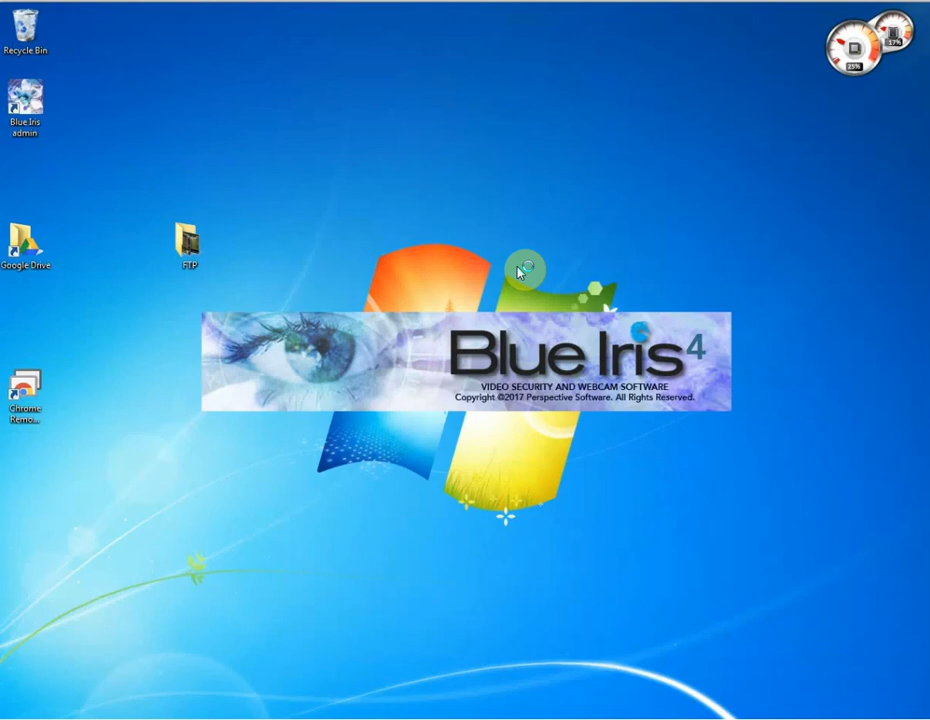 Recycle Bin
Blue Iris
admin
Google Drive
FTP
Chrome
Remo...
25%
17%
Blue Iris 4
VIDEO SECURITY AND WEBCAM SOFTWARE
Copyright ©2017 Perspective Software. All Rights Reserved.